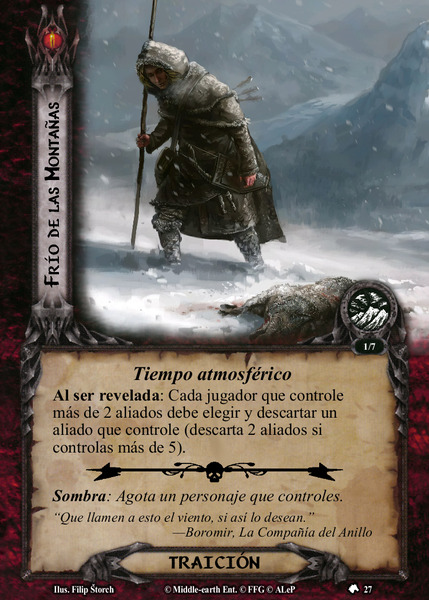 FRÍO DE LAS MONTAÑAS
1/7
Tiempo atmosférico
Al ser revelada: Cada jugador que controle
más de 2 aliados debe elegir y descartar un
aliado que controle (descarta 2 aliados si
controlas más de 5).
Sombra: Agota un personaje que controles.
“Que llamen a esto el viento, si así lo desean.”
—Boromir, La Compañía del Anillo
TRAICIÓN
Ilus. Filip Štorch © Middle-earth Ent. © FFG © ALeP 27